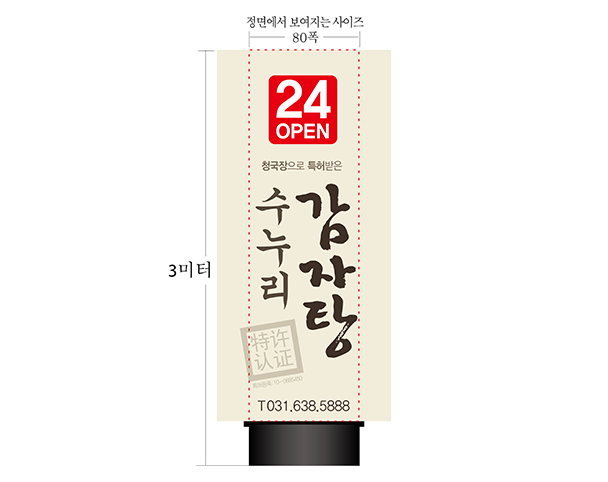 정면에서 보여지는 사이즈
80폭
3미터
24
OPEN
청국장으로 특허받은
수누리
감자탕
特许
认证
T031.638.5888